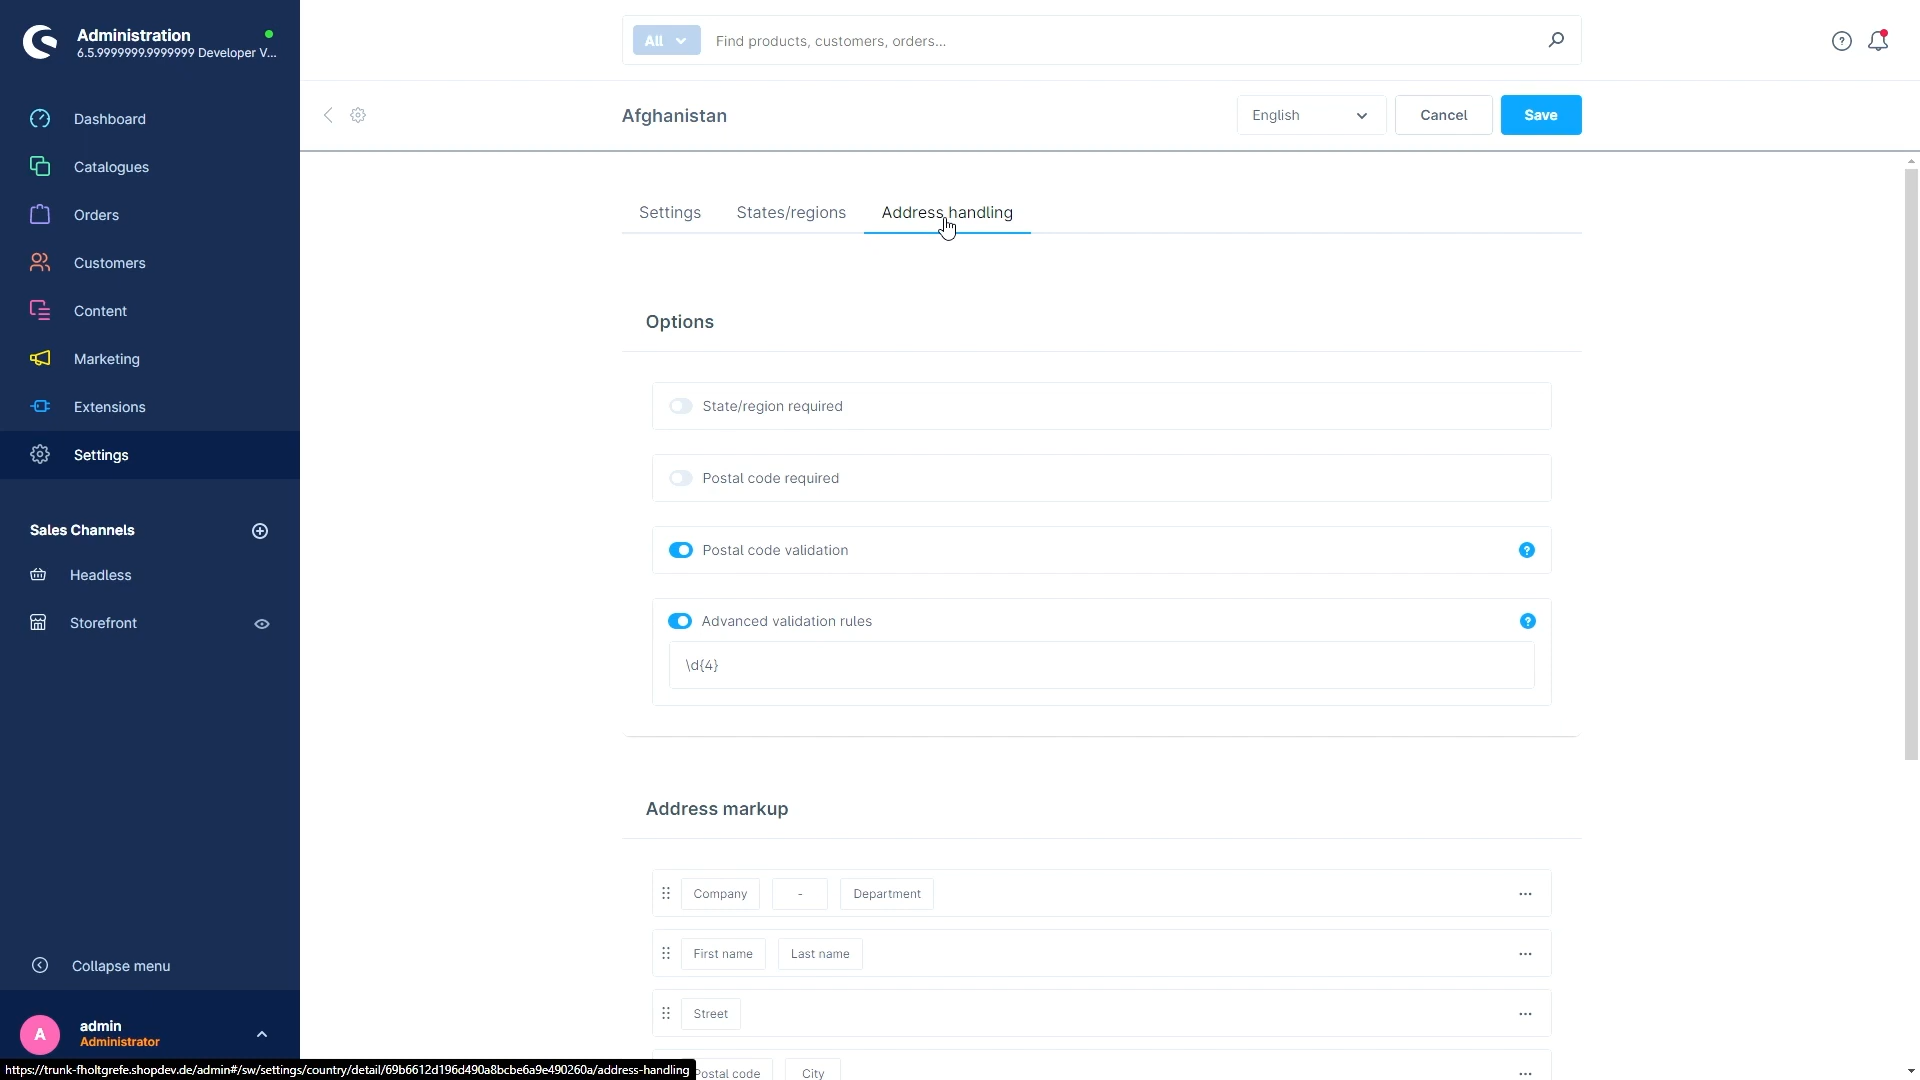 Administration
6.5.9999999.9999999 Developer V...
All
Find products, customers, orders...
Afghanistan
English
Cancel
Save
Dashboard
Catalogues
Orders
Customers
Content
Marketing
Extensions
Settings
Sales Channels
Headless
Storefront
Collapse menu
A
admin
Administrator
Settings
States/regions
Address handling
Options
State/region required
Postal code required
Postal code validation
?
Advanced validation rules
?
\d{4}
Address markup
Company
-
Department
...
First name
Last name
...
Street
...
Postal code
City
...
https://trunk-fholtgrefe.shopdev.de/admin#/sw/settings/country/detail/69b6612d196d490a8bcbe6a9e490260a/address-handling